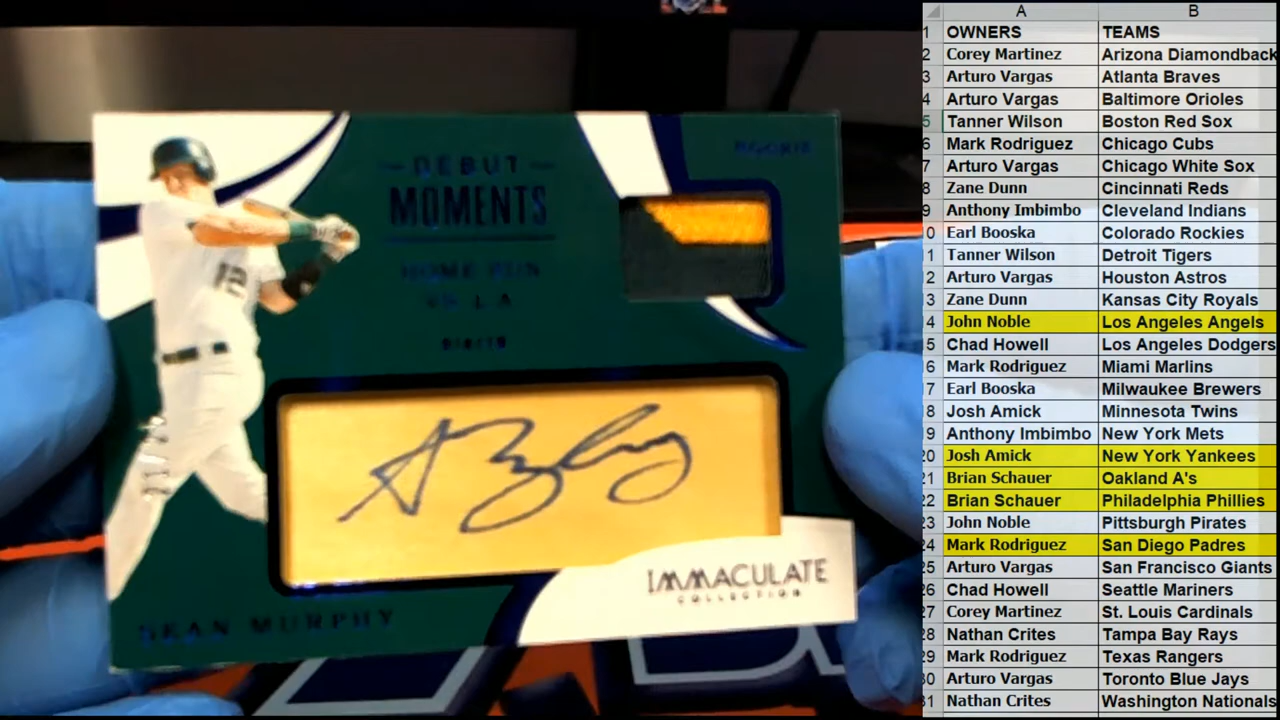 DEBUT
MOMENTS
HOME RUN
VS L.A.
ROOKIE
12
SEAN MURPHY
IMMACULATE
COLLECTION
A B
1 OWNERS TEAMS
2 Corey Martinez Arizona Diamondback
3 Arturo Vargas Atlanta Braves
4 Arturo Vargas Baltimore Orioles
5 Tanner Wilson Boston Red Sox
6 Mark Rodriguez Chicago Cubs
7 Arturo Vargas Chicago White Sox
8 Zane Dunn Cincinnati Reds
9 Anthony Imbimbo Cleveland Indians
0 Earl Booska Colorado Rockies
1 Tanner Wilson Detroit Tigers
2 Arturo Vargas Houston Astros
3 Zane Dunn Kansas City Royals
4 John Noble Los Angeles Angels
5 Chad Howell Los Angeles Dodgers
6 Mark Rodriguez Miami Marlins
7 Earl Booska Milwaukee Brewers
8 Josh Amick Minnesota Twins
9 Anthony Imbimbo New York Mets
20 Josh Amick New York Yankees
21 Brian Schauer Oakland A's
22 Brian Schauer Philadelphia Phillies
23 John Noble Pittsburgh Pirates
24 Mark Rodriguez San Diego Padres
25 Arturo Vargas San Francisco Giants
26 Chad Howell Seattle Mariners
27 Corey Martinez St. Louis Cardinals
28 Nathan Crites Tampa Bay Rays
29 Mark Rodriguez Texas Rangers
30 Arturo Vargas Toronto Blue Jays
31 Nathan Crites Washington Nationals